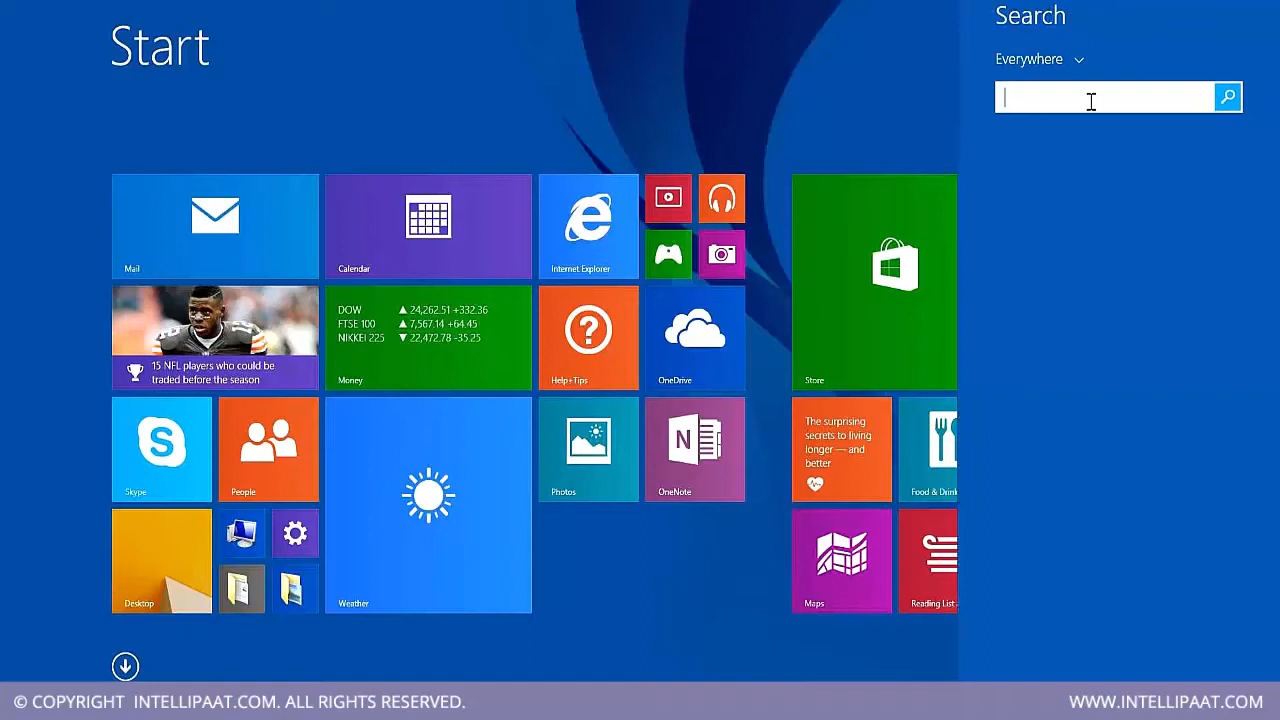 Start
Search
Everywhere
Mail
Calendar
Internet Explorer
15 NFL players who could be
traded before the season
DOW ▲ 24,262.51 +332.36
FTSE 100 ▲ 7,567.14 +64.45
NIKKEI 225 ▼ 22,472.78 -35.25
Money
Help+Tips
OneDrive
Store
Skype
People
Weather
Photos
N
OneNote
The surprising
secrets to living
longer — and
better
Food & Drink
Desktop
Maps
Reading List
© COPYRIGHT INTELLIPAAT.COM. ALL RIGHTS RESERVED.
WWW.INTELLIPAAT.COM